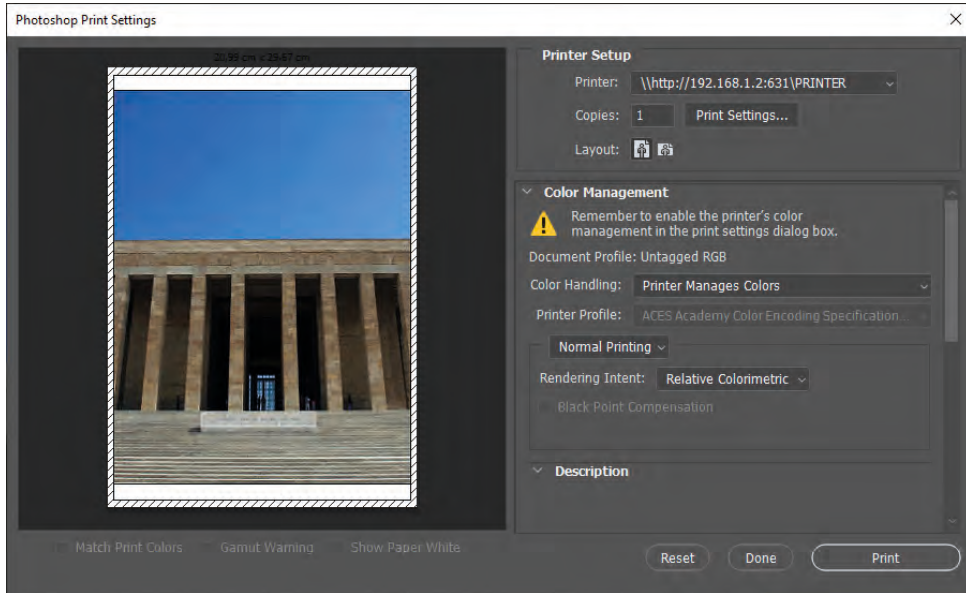 Photoshop Print Settings
20,99 cm x 29,67 cm
Printer Setup
Printer: \\http://192.168.1.2:631\PRINTER
Copies: 1 Print Settings...
Layout:
Color Management
Remember to enable the printer's color
management in the print settings dialog box.
Document Profile: Untagged RGB
Color Handling: Printer Manages Colors
Printer Profile: ACES Academy Color Encoding Specification...
Normal Printing
Rendering Intent: Relative Colorimetric
Black Point Compensation
Description
Match Print Colors Gamut Warning Show Paper White
Reset Done Print